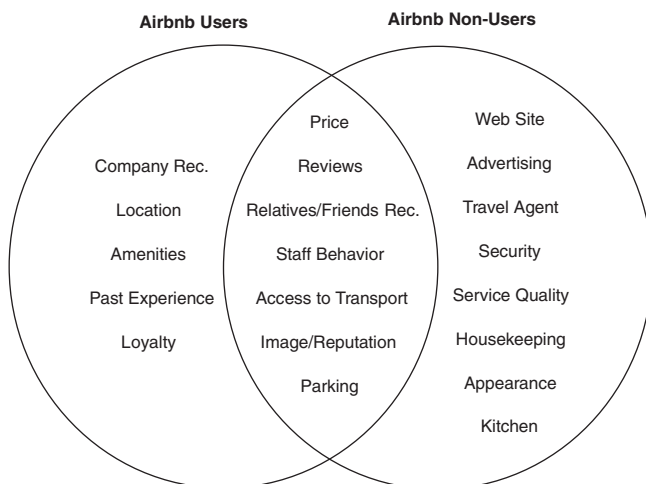 Airbnb Users
Airbnb Non-Users
Company Rec.
Location
Amenities
Past Experience
Loyalty
Price
Reviews
Relatives/Friends Rec.
Staff Behavior
Access to Transport
Image/Reputation
Parking
Web Site
Advertising
Travel Agent
Security
Service Quality
Housekeeping
Appearance
Kitchen